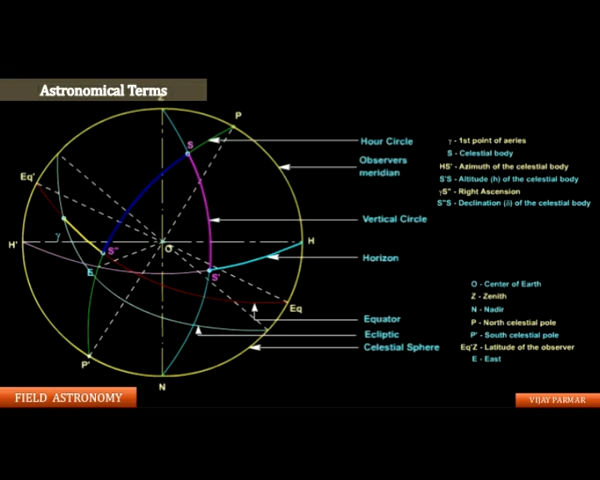 Astronomical Terms
Z
P
S
Hour Circle
Observers
meridian
Vertical Circle
Horizon
Equator
Ecliptic
Celestial Sphere
Eq'
γ
H'
S"
O
H
E
S'
Eq
P'
N
γ - 1st point of aeries
S - Celestial body
HS' - Azimuth of the celestial body
S'S - Altitude (h) of the celestial body
γS" - Right Ascension
S"S - Declination (δ) of the celestial body
O - Center of Earth
Z - Zenith
N - Nadir
P - North celestial pole
P' - South celestial pole
Eq'Z - Latitude of the observer
E - East
FIELD ASTRONOMY
VIJAY PARMAR